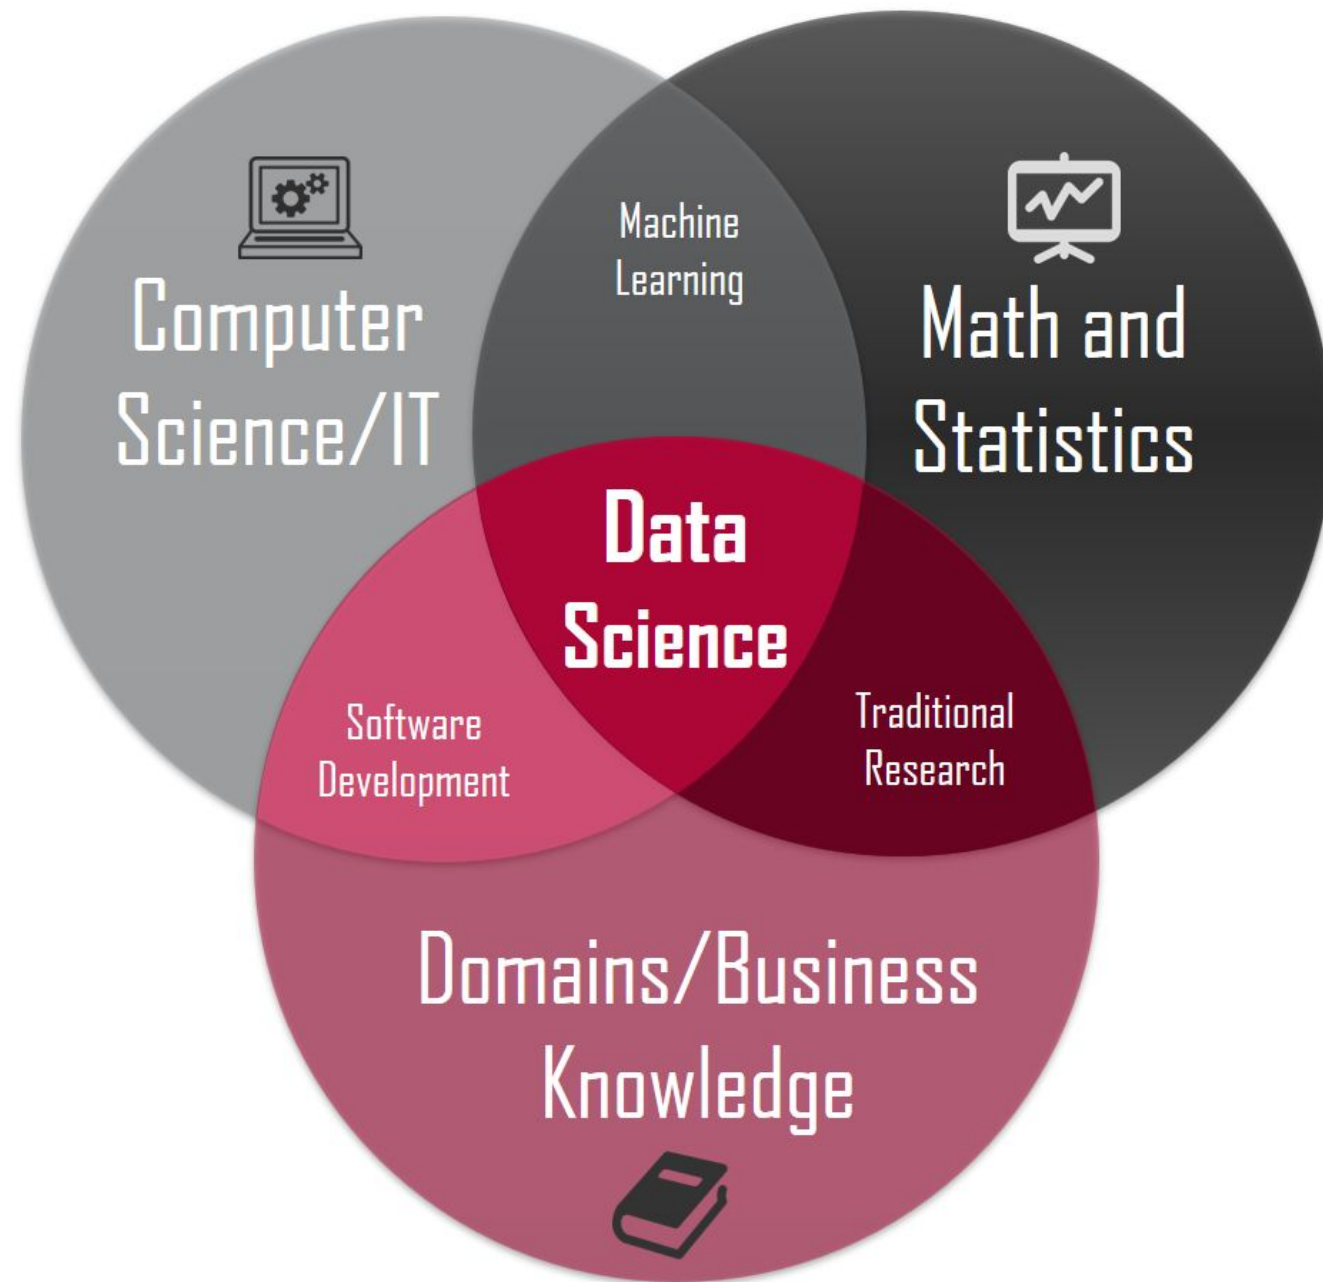 Machine
Learning
Computer
Science/IT
Math and
Statistics
Data
Science
Software
Development
Traditional
Research
Domains/Business
Knowledge